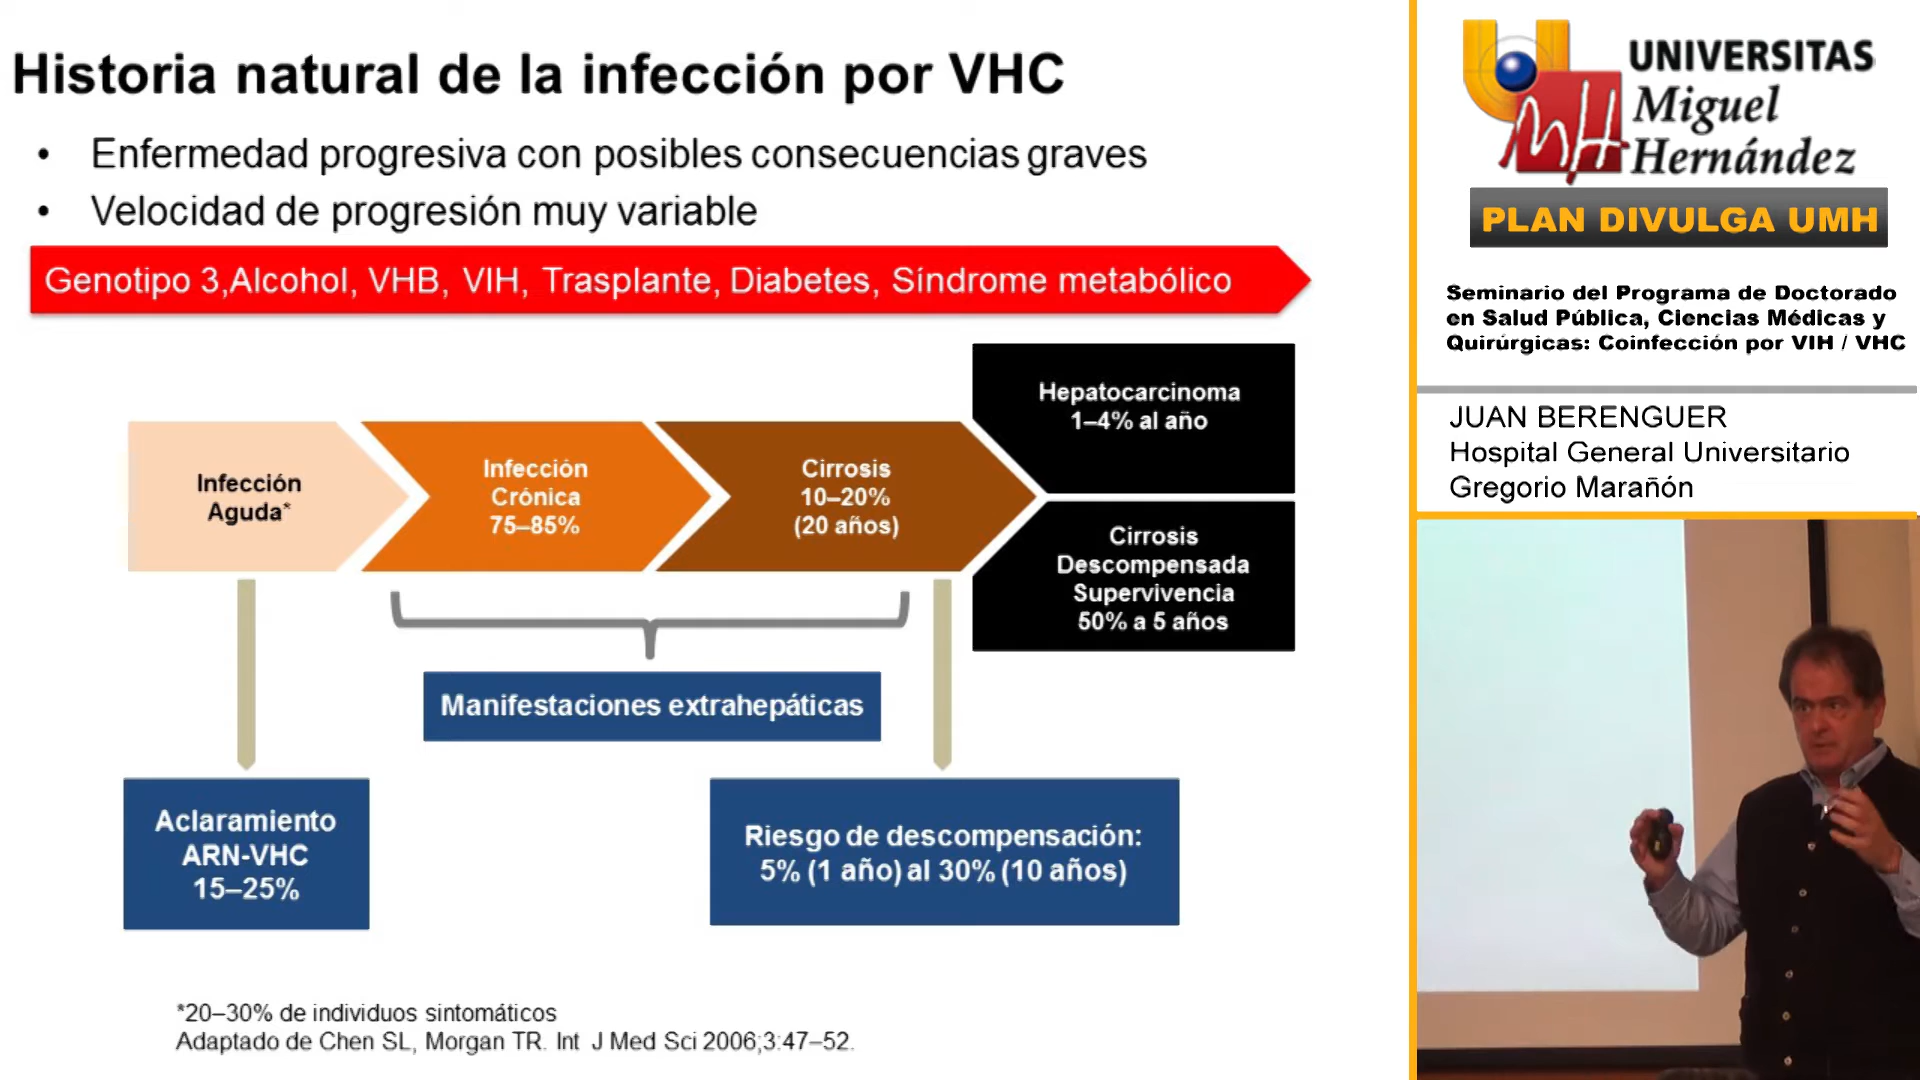 Historia natural de la infección por VHC
• Enfermedad progresiva con posibles consecuencias graves
• Velocidad de progresión muy variable
Genotipo 3,Alcohol, VHB, VIH, Trasplante, Diabetes, Síndrome metabólico
Infección
Aguda*
Infección
Crónica
75–85%
Cirrosis
10–20%
(20 años)
Hepatocarcinoma
1–4% al año
Cirrosis
Descompensada
Supervivencia
50% a 5 años
Manifestaciones extrahepáticas
Aclaramiento
ARN-VHC
15–25%
Riesgo de descompensación:
5% (1 año) al 30% (10 años)
*20–30% de individuos sintomáticos
Adaptado de Chen SL, Morgan TR. Int J Med Sci 2006;3:47–52.
UNIVERSITAS
Miguel
Hernández
PLAN DIVULGA UMH
Seminario del Programa de Doctorado
en Salud Pública, Ciencias Médicas y
Quirúrgicas: Coinfección por VIH / VHC
JUAN BERENGUER
Hospital General Universitario
Gregorio Marañón